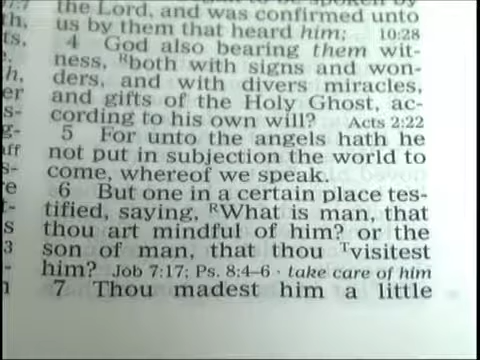 the Lord, and was confirmed unto
us by them that heard him; 10:28
4 God also bearing them wit-
ness, ᴿboth with signs and won-
ders, and with divers miracles,
and gifts of the Holy Ghost, ac-
cording to his own will? Acts 2:22
5 For unto the angels hath he
not put in subjection the world to
come, whereof we speak.
6 But one in a certain place tes-
tified, saying, ᴿWhat is man, that
thou art mindful of him? or the
son of man, that thou ᵀvisitest
him? Job 7:17; Ps. 8:4–6 · take care of him
7 Thou madest him a little